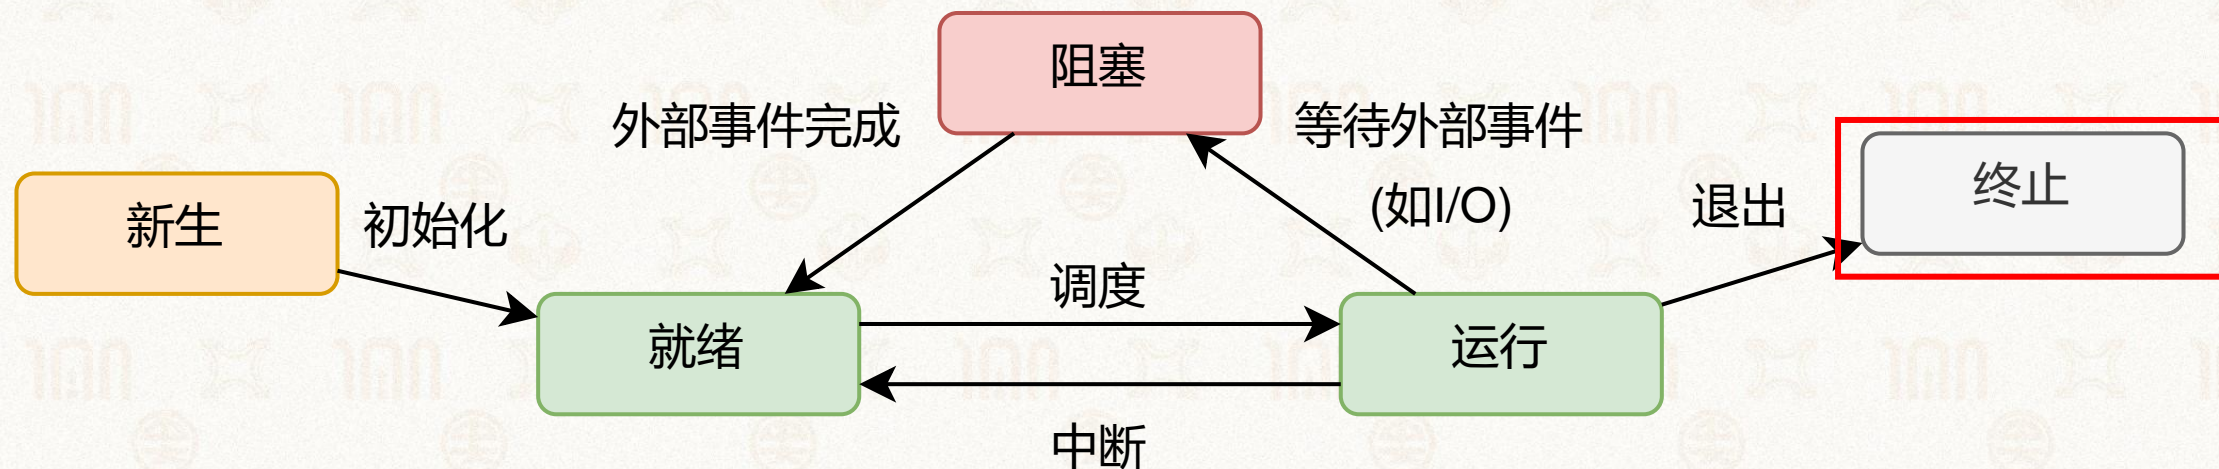 阻塞
外部事件完成
等待外部事件
(如I/O)
新生
初始化
退出
终止
调度
就绪
运行
中断